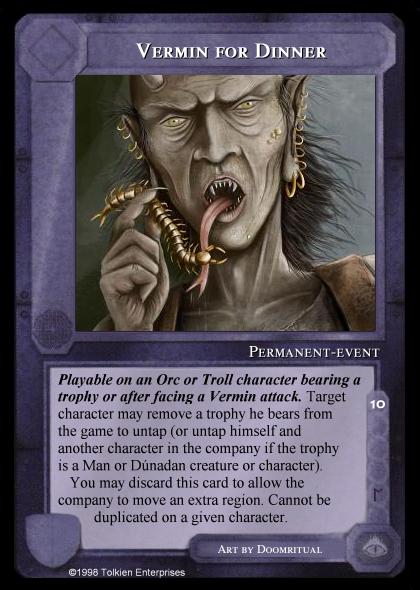 VERMIN FOR DINNER
PERMANENT-EVENT
Playable on an Orc or Troll character bearing a
trophy or after facing a Vermin attack. Target
character may remove a trophy he bears from
the game to untap (or untap himself and
another character in the company if the trophy
is a Man or Dúnadan creature or character).
You may discard this card to allow the
company to move an extra region. Cannot be
duplicated on a given character.
10
ART BY DOOMRITUAL
©1998 Tolkien Enterprises